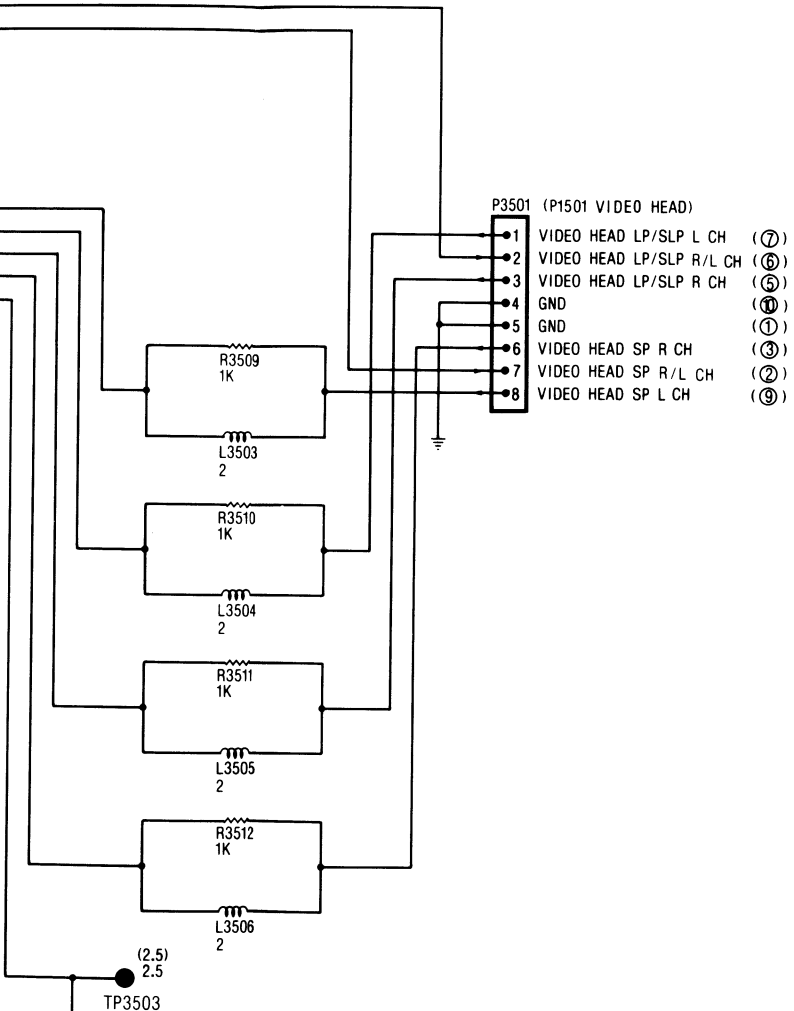 P3501 (P1501 VIDEO HEAD)
1 VIDEO HEAD LP/SLP L CH (⑦)
2 VIDEO HEAD LP/SLP R/L CH (⑥)
3 VIDEO HEAD LP/SLP R CH (⑤)
4 GND (⑩)
5 GND (①)
6 VIDEO HEAD SP R CH (③)
7 VIDEO HEAD SP R/L CH (②)
8 VIDEO HEAD SP L CH (⑨)
R3509
1K
L3503
2
R3510
1K
L3504
2
R3511
1K
L3505
2
R3512
1K
L3506
2
(2.5)
2.5
TP3503